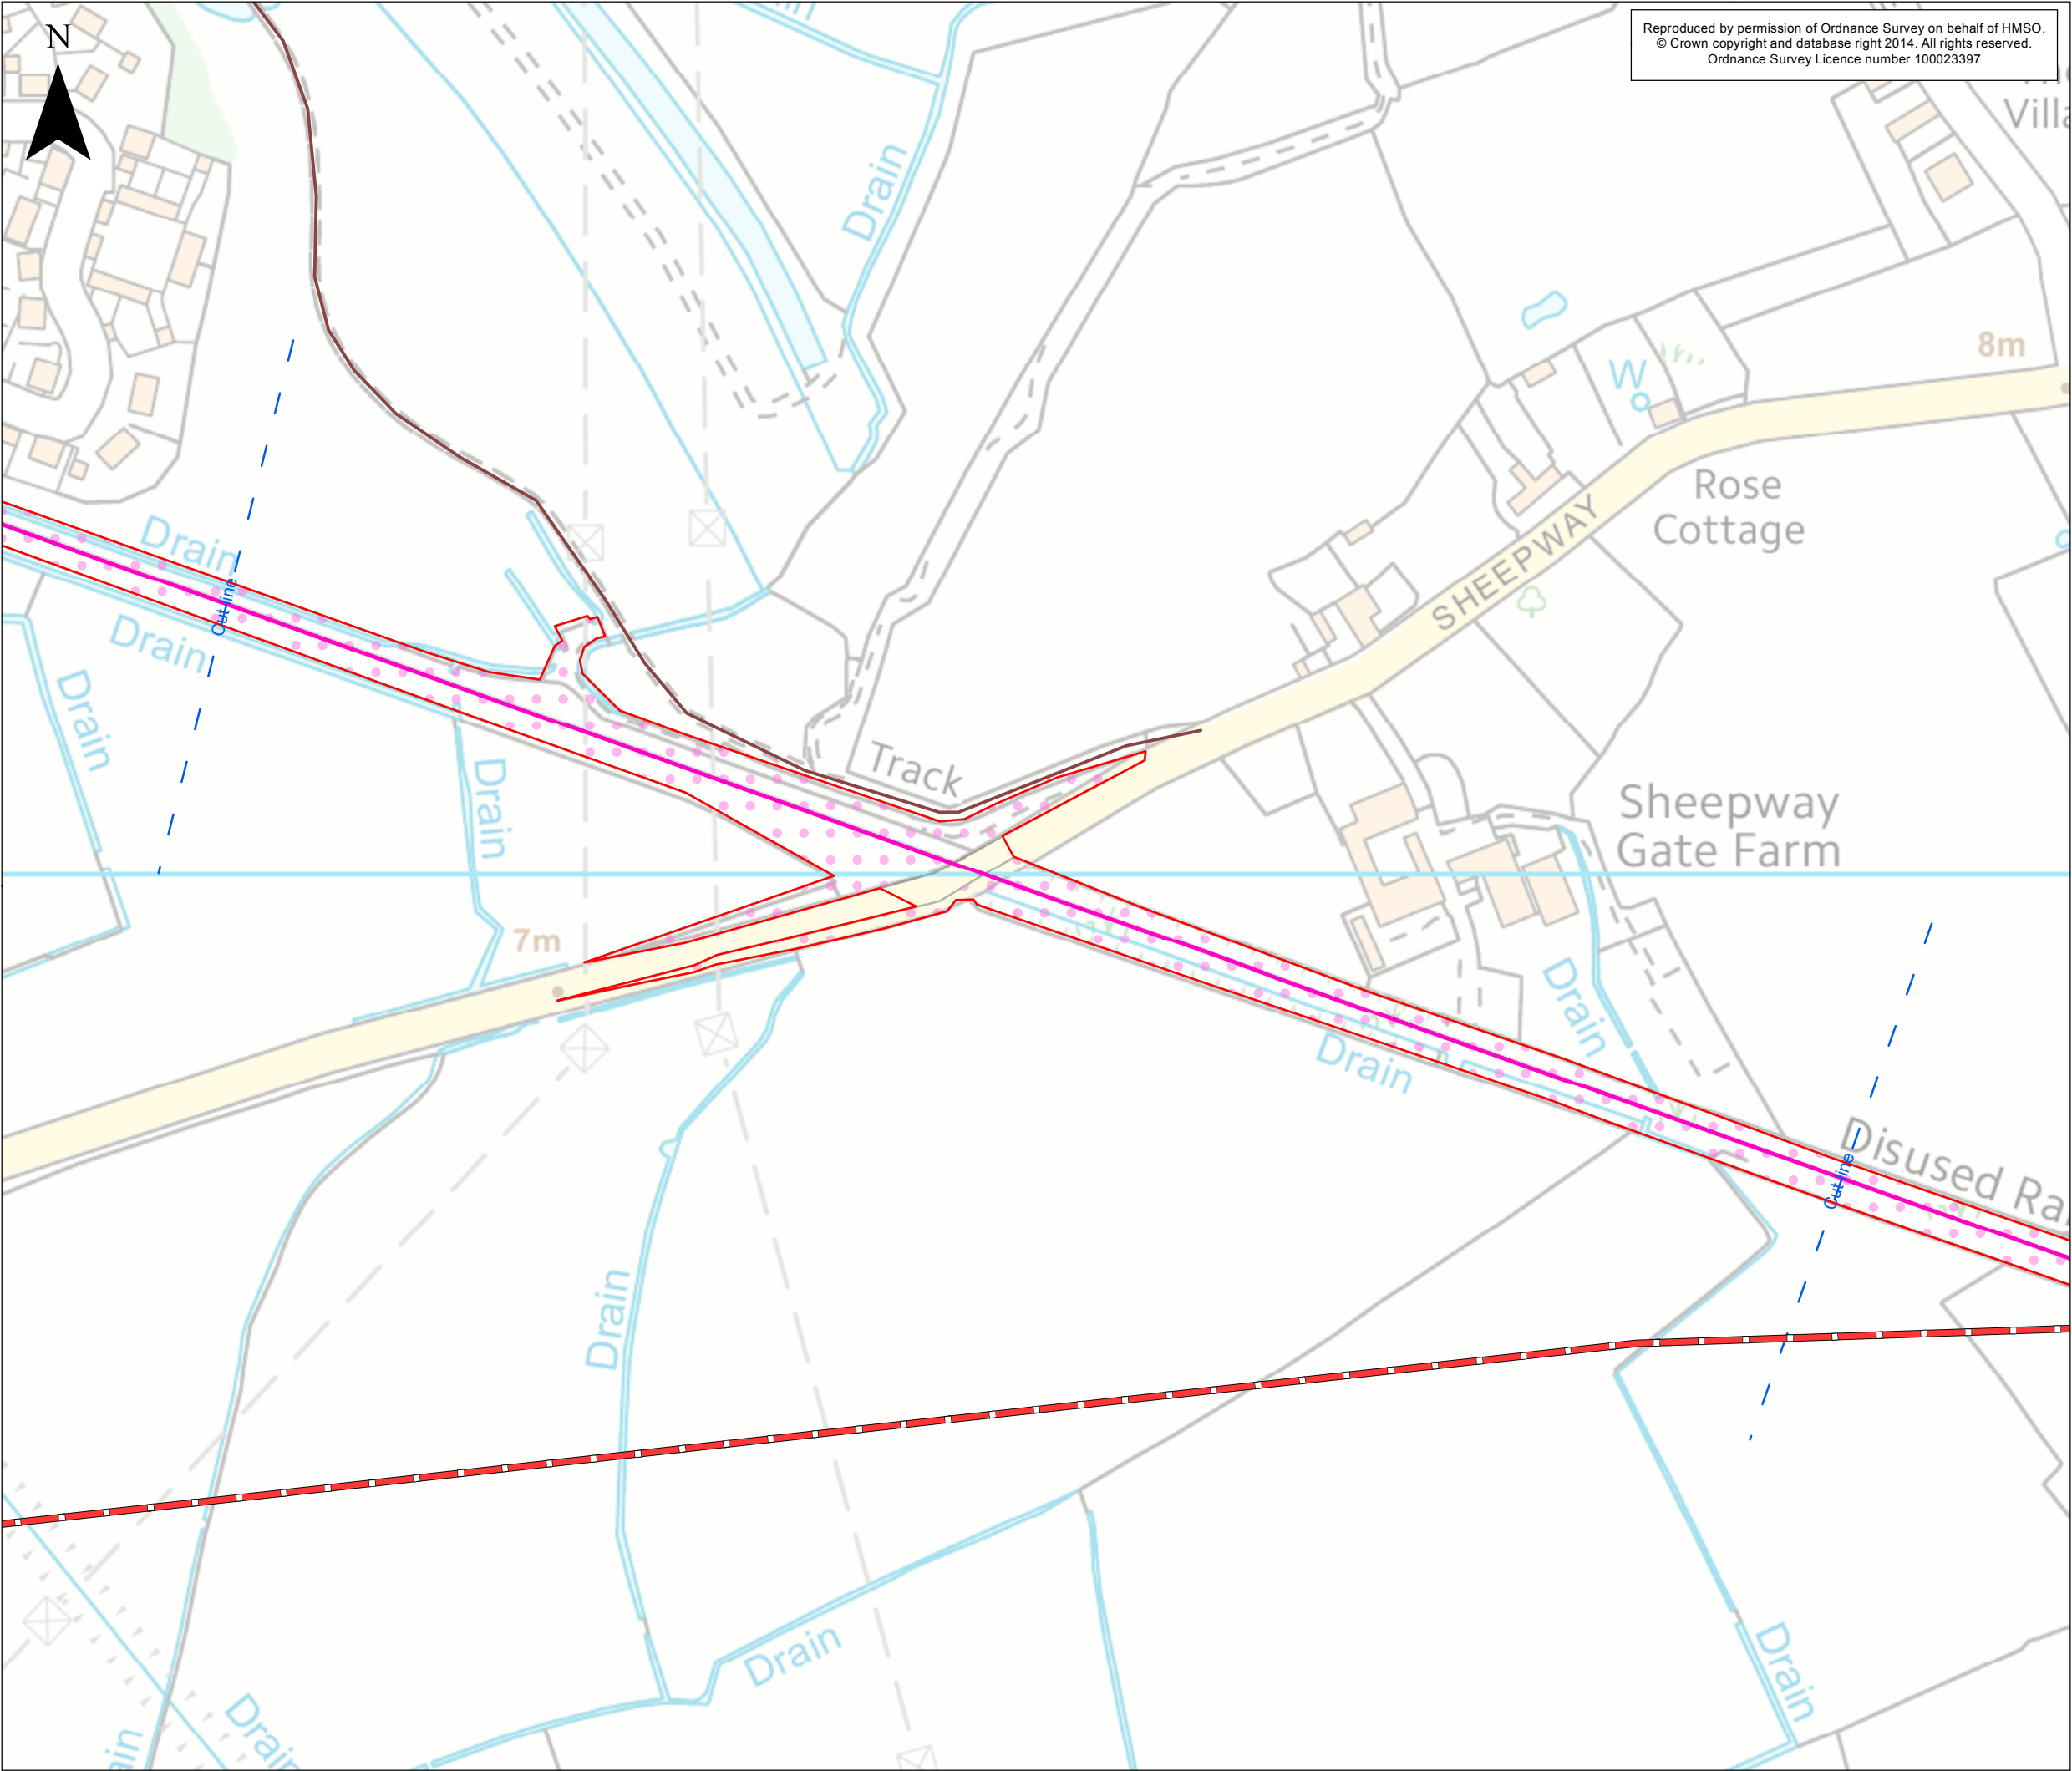 N
Reproduced by permission of Ordnance Survey on behalf of HMSO.
© Crown copyright and database right 2014. All rights reserved.
Ordnance Survey Licence number 100023397
Drain
8m
W
Rose
Cottage
SHEEPWAY
Drain
Cut-line
Drain
Drain
Drain
Track
Sheepway
Gate Farm
7m
Drain
Drain
Disused
Cut-line
Drain
Drain
Drain
Drain